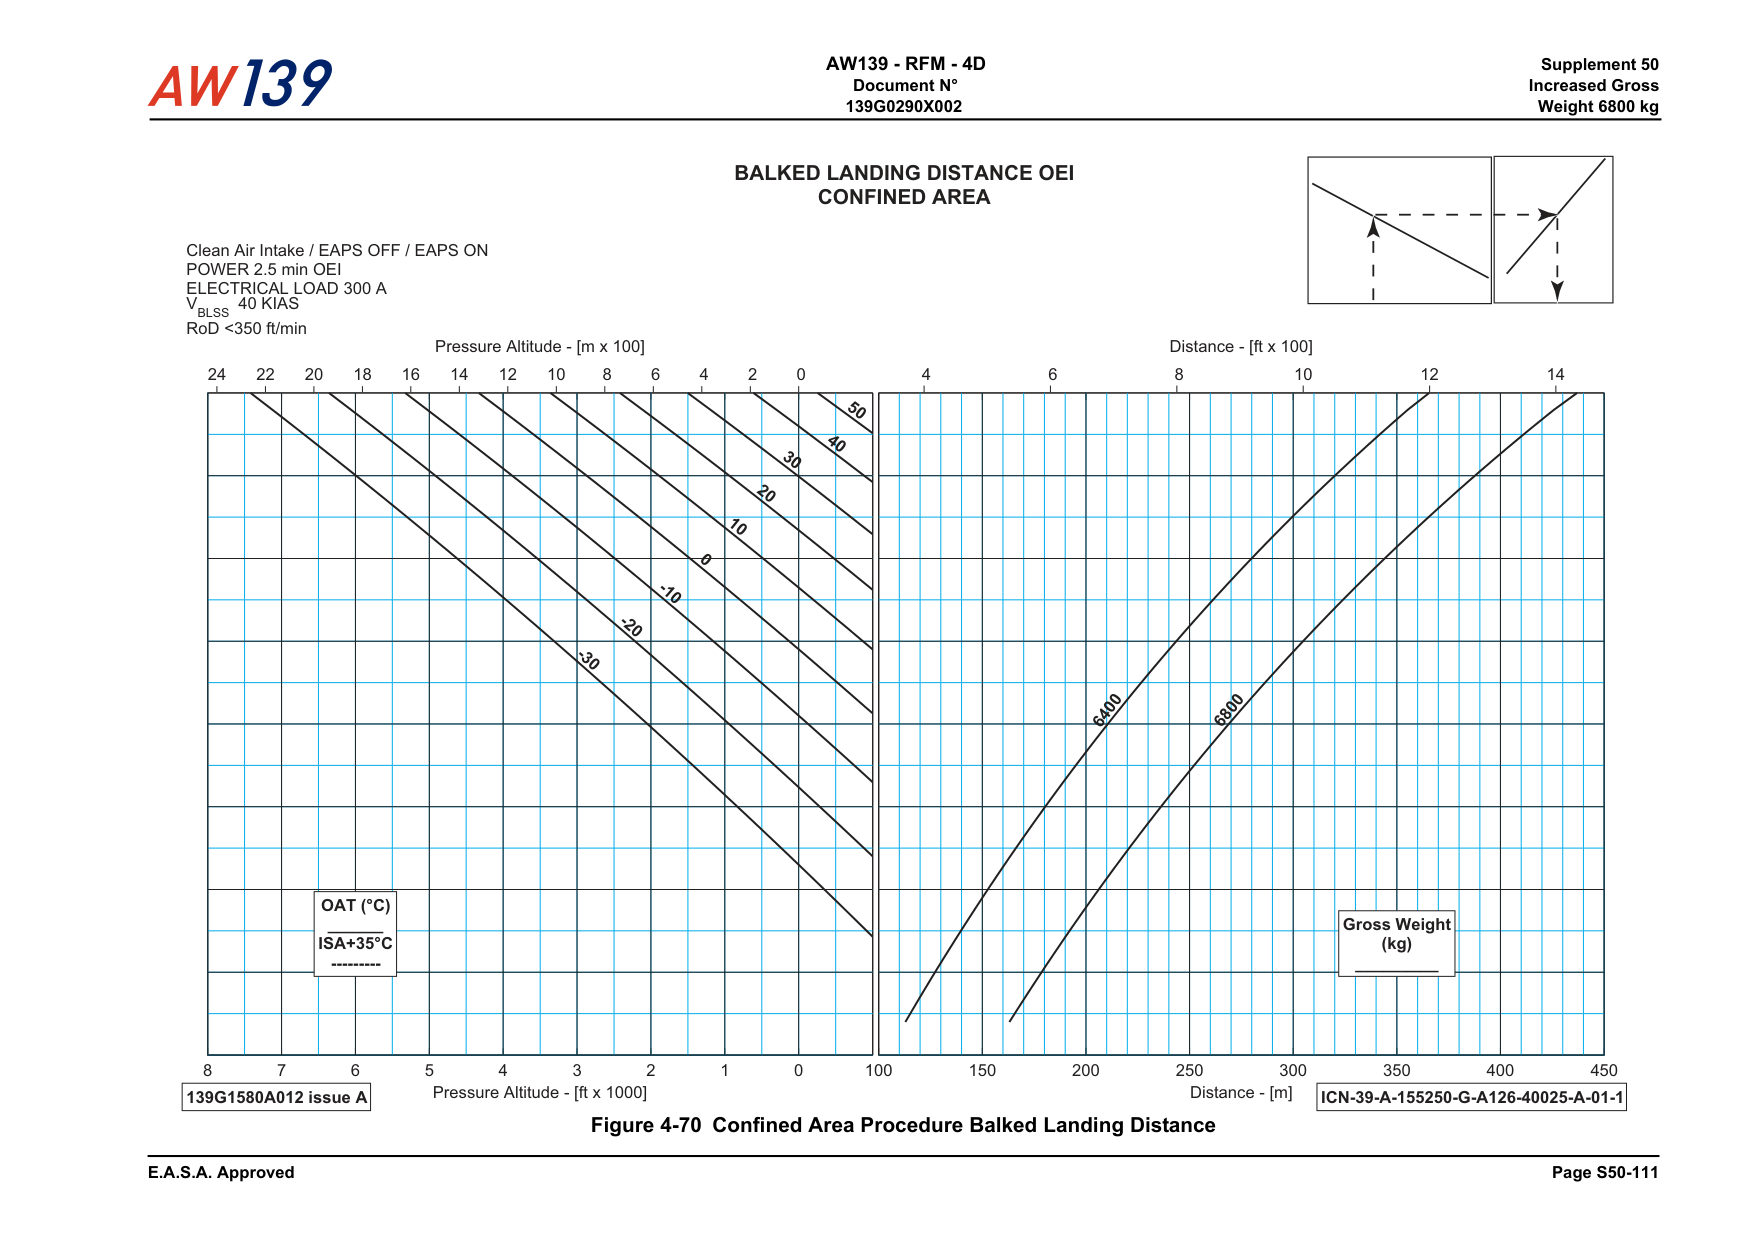 AW139
AW139 - RFM - 4D
Document N°
139G0290X002
Supplement 50
Increased Gross
Weight 6800 kg
BALKED LANDING DISTANCE OEI
CONFINED AREA
Clean Air Intake / EAPS OFF / EAPS ON
POWER 2.5 min OEI
ELECTRICAL LOAD 300 A
VBLSS 40 KIAS
RoD <350 ft/min
Pressure Altitude - [m x 100]
Distance - [ft x 100]
24 22 20 18 16 14 12 10 8 6 4 2 0
4 6 8 10 12 14
50
40
30
20
10
0
-10
-20
-30
6400
6800
OAT (°C)
ISA+35°C
---------
Gross Weight
(kg)
8 7 6 5 4 3 2 1 0
100 150 200 250 300 350 400 450
139G1580A012 issue A
Pressure Altitude - [ft x 1000]
Distance - [m]
ICN-39-A-155250-G-A126-40025-A-01-1
Figure 4-70 Confined Area Procedure Balked Landing Distance
E.A.S.A. Approved
Page S50-111